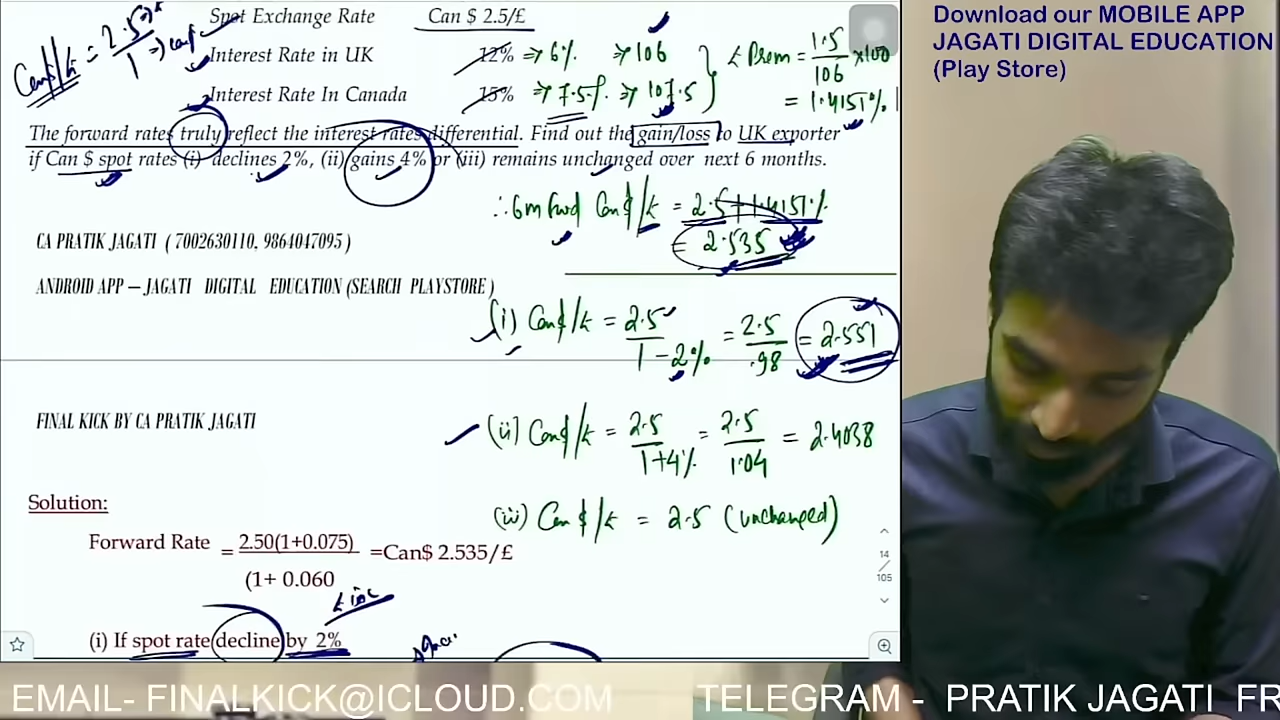 Download our MOBILE APP
JAGATI DIGITAL EDUCATION
(Play Store)
Can $/£ = 2.5 / 1
Spot Exchange Rate Can $ 2.5/£
Interest Rate in UK 12% ⇒ 6% ⇒ 106
Interest Rate In Canada 15% ⇒ 7.5% ⇒ 107.5
£ Prem = 1.5 / 106 × 100
= 1.4151%
The forward rates truly reflect the interest rates differential. Find out the gain/loss to UK exporter
if Can $ spot rates (i) declines 2%, (ii) gains 4% or (iii) remains unchanged over next 6 months.
∴ 6m fwd Can$/£ = 2.5 + 1.4151%
= 2.535
CA PRATIK JAGATI ( 7002630110, 9864047095 )
ANDROID APP – JAGATI DIGITAL EDUCATION (SEARCH PLAYSTORE )
(i) Can$/£ = 2.5 / 1 – 2% = 2.5 / .98 = 2.551
FINAL KICK BY CA PRATIK JAGATI
(ii) Can$/£ = 2.5 / 1+4% = 2.5 / 1.04 = 2.4038
Solution:
(iii) Can $/£ = 2.5 (unchanged)
Forward Rate = 2.50(1+0.075) =Can$ 2.535/£
(1+ 0.060
14
/
105
£ inc
(i) If spot rate decline by 2%
EMAIL- FINALKICK@ICLOUD.COM TELEGRAM - PRATIK JAGATI FR